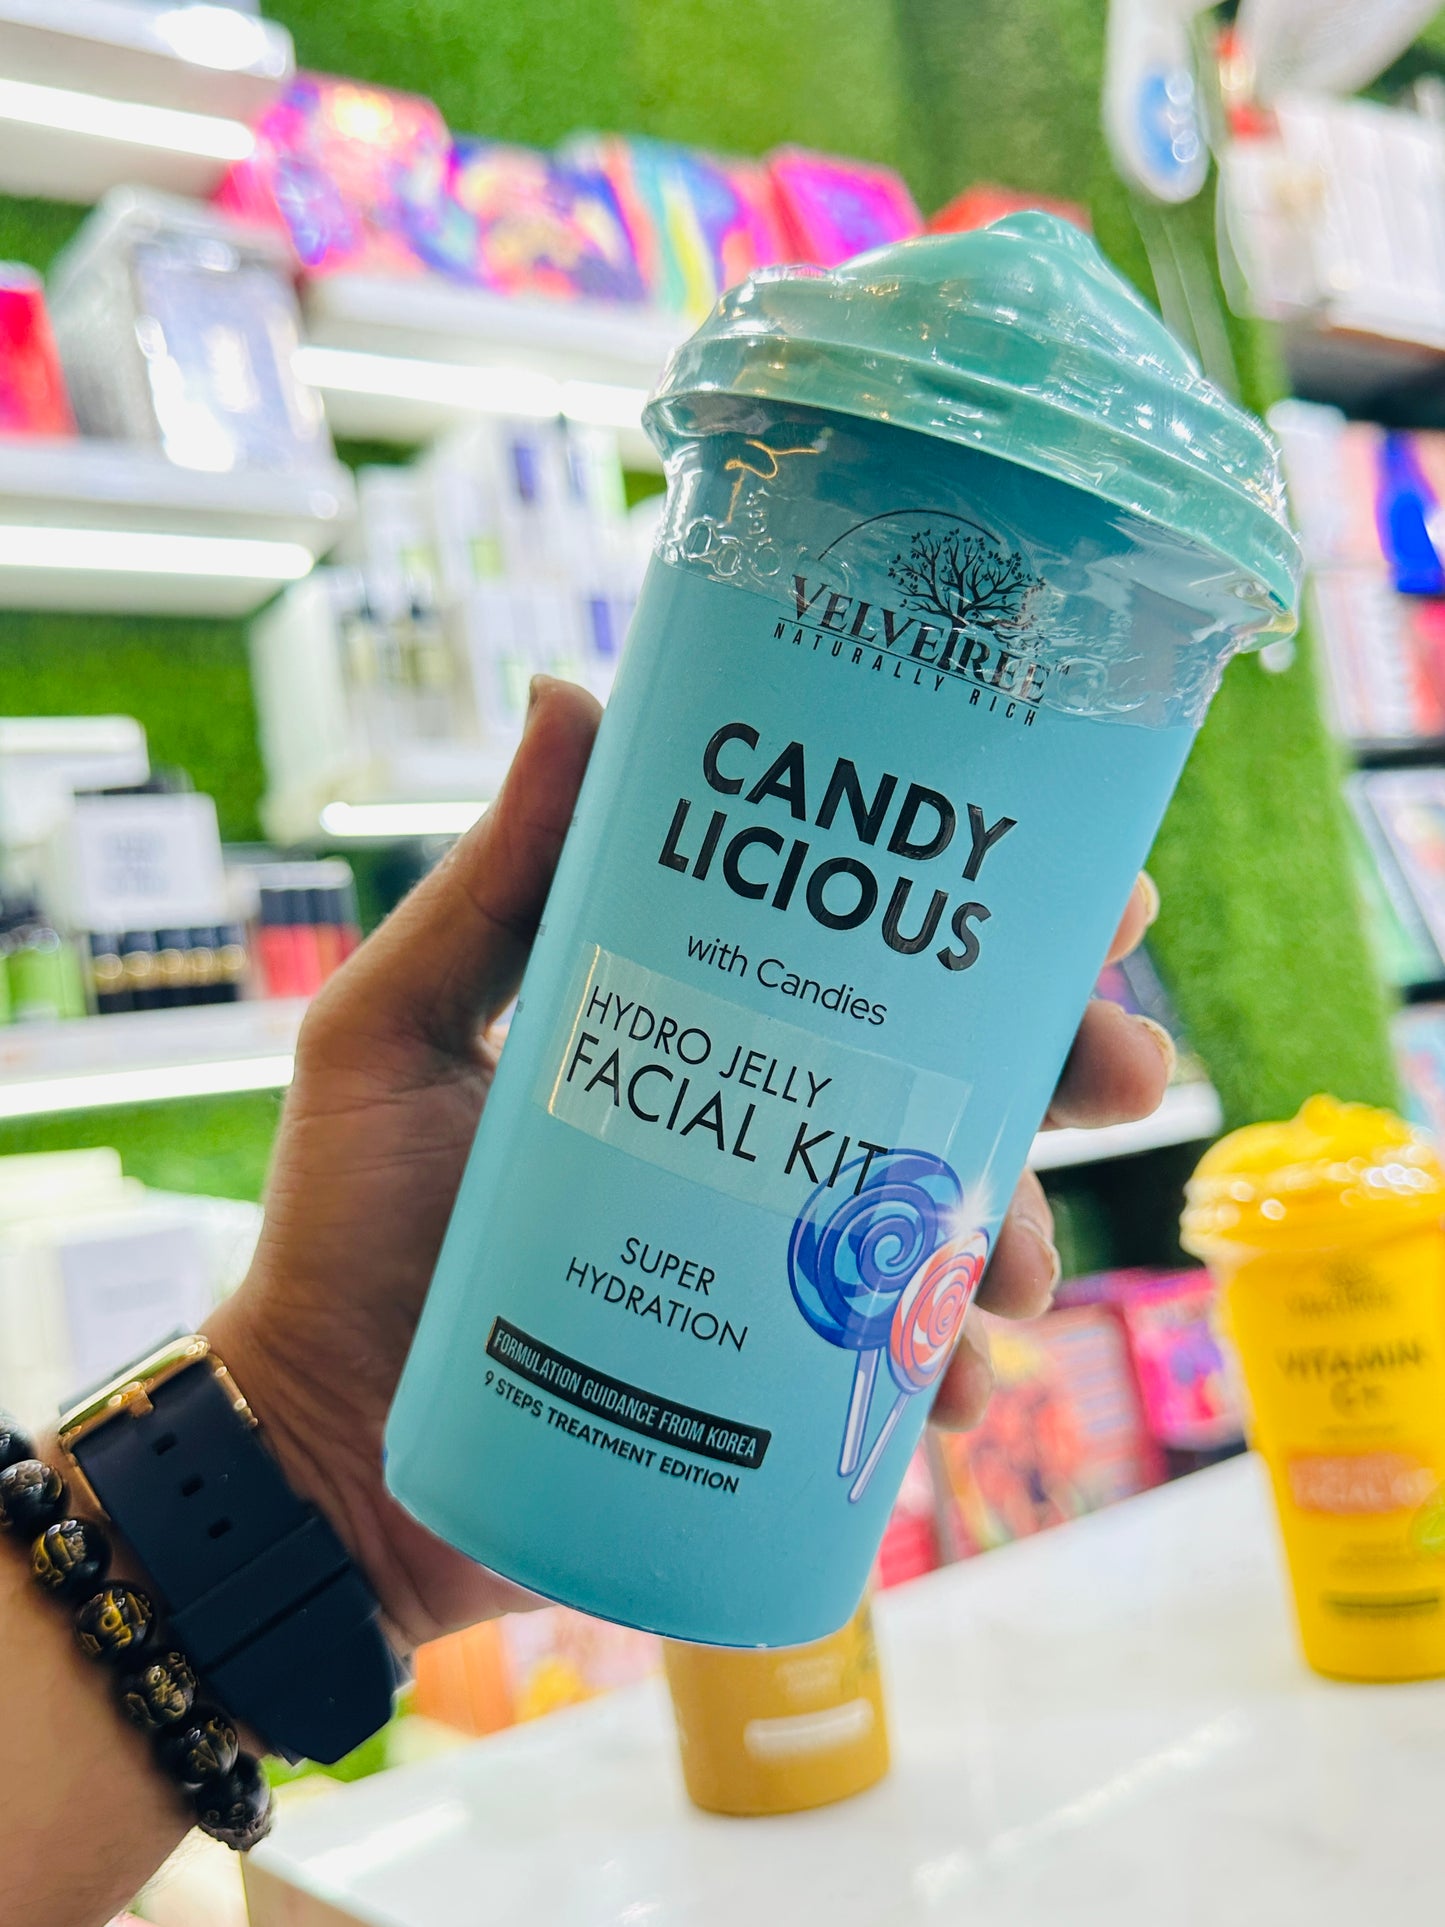 VELVETREE™
NATURALLY RICH
CANDY
LICIOUS
with Candies
HYDRO JELLY
FACIAL KIT
SUPER
HYDRATION
FORMULATION GUIDANCE FROM KOREA
9 STEPS TREATMENT EDITION
VITAMIN